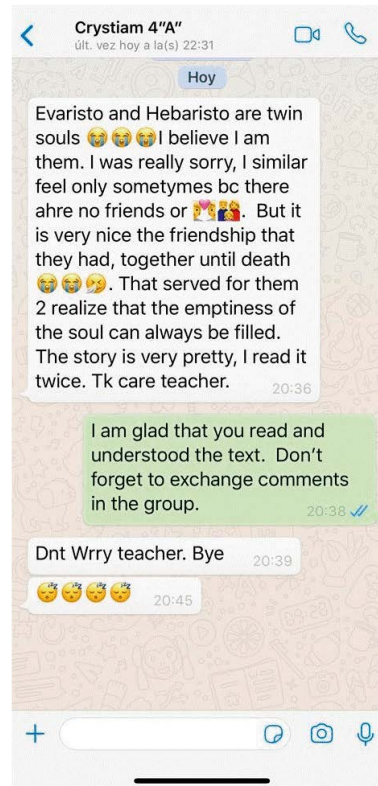 Crystiam 4"A"
últ. vez hoy a la(s) 22:31
Hoy
Evaristo and Hebaristo are twin
souls 😭😭😭I believe I am
them. I was really sorry, I similar
feel only sometymes bc there
ahre no friends or 💏👨‍👩‍👦. But it
is very nice the friendship that
they had, together until death
😭😭🤧. That served for them
2 realize that the emptiness of
the soul can always be filled.
The story is very pretty, I read it
twice. Tk care teacher.
20:36
I am glad that you read and
understood the text. Don't
forget to exchange comments
in the group.
20:38
Dnt Wrry teacher. Bye
20:39
😴😴😴😴
20:45